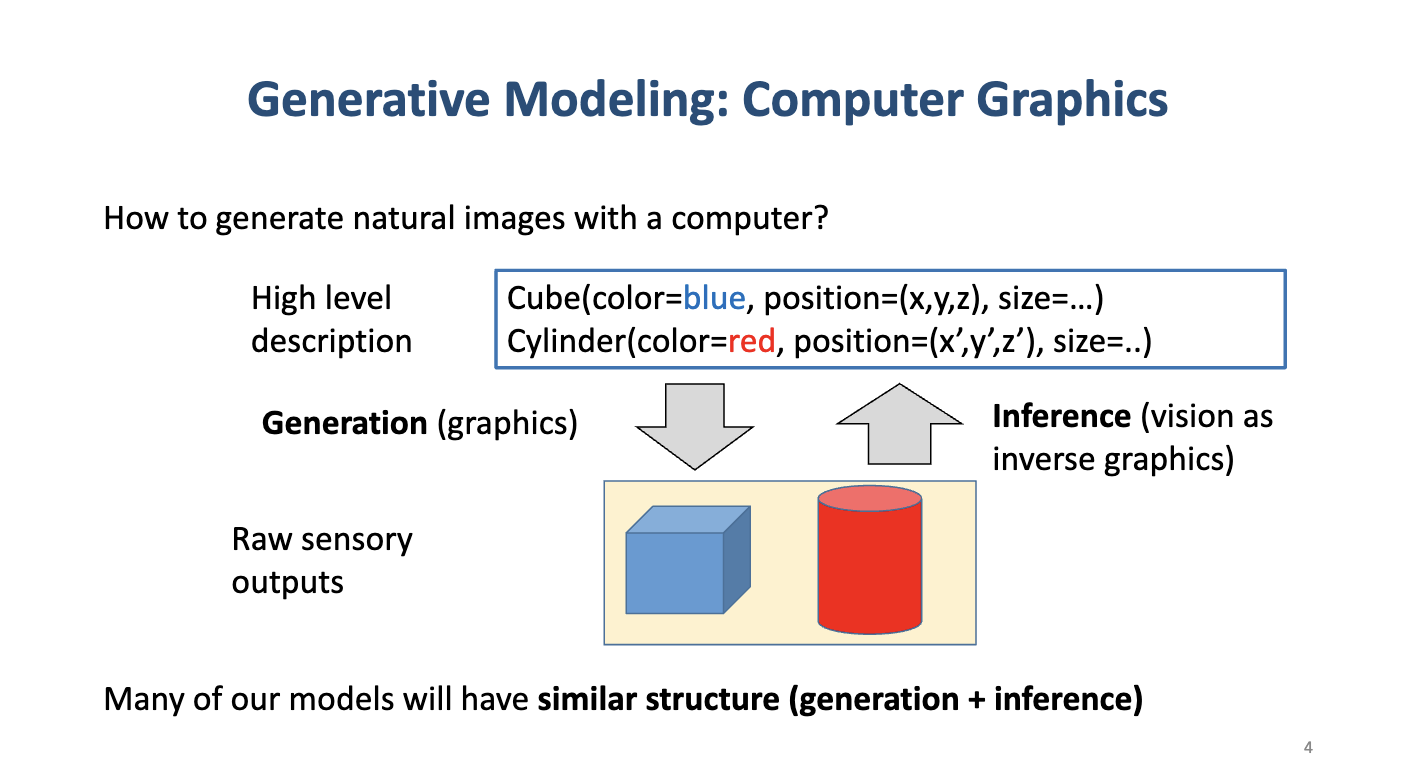 Generative Modeling: Computer Graphics
How to generate natural images with a computer?
High level
description
Cube(color=blue, position=(x,y,z), size=…)
Cylinder(color=red, position=(x’,y’,z’), size=..)
Generation (graphics)
Inference (vision as
inverse graphics)
Raw sensory
outputs
Many of our models will have similar structure (generation + inference)
4